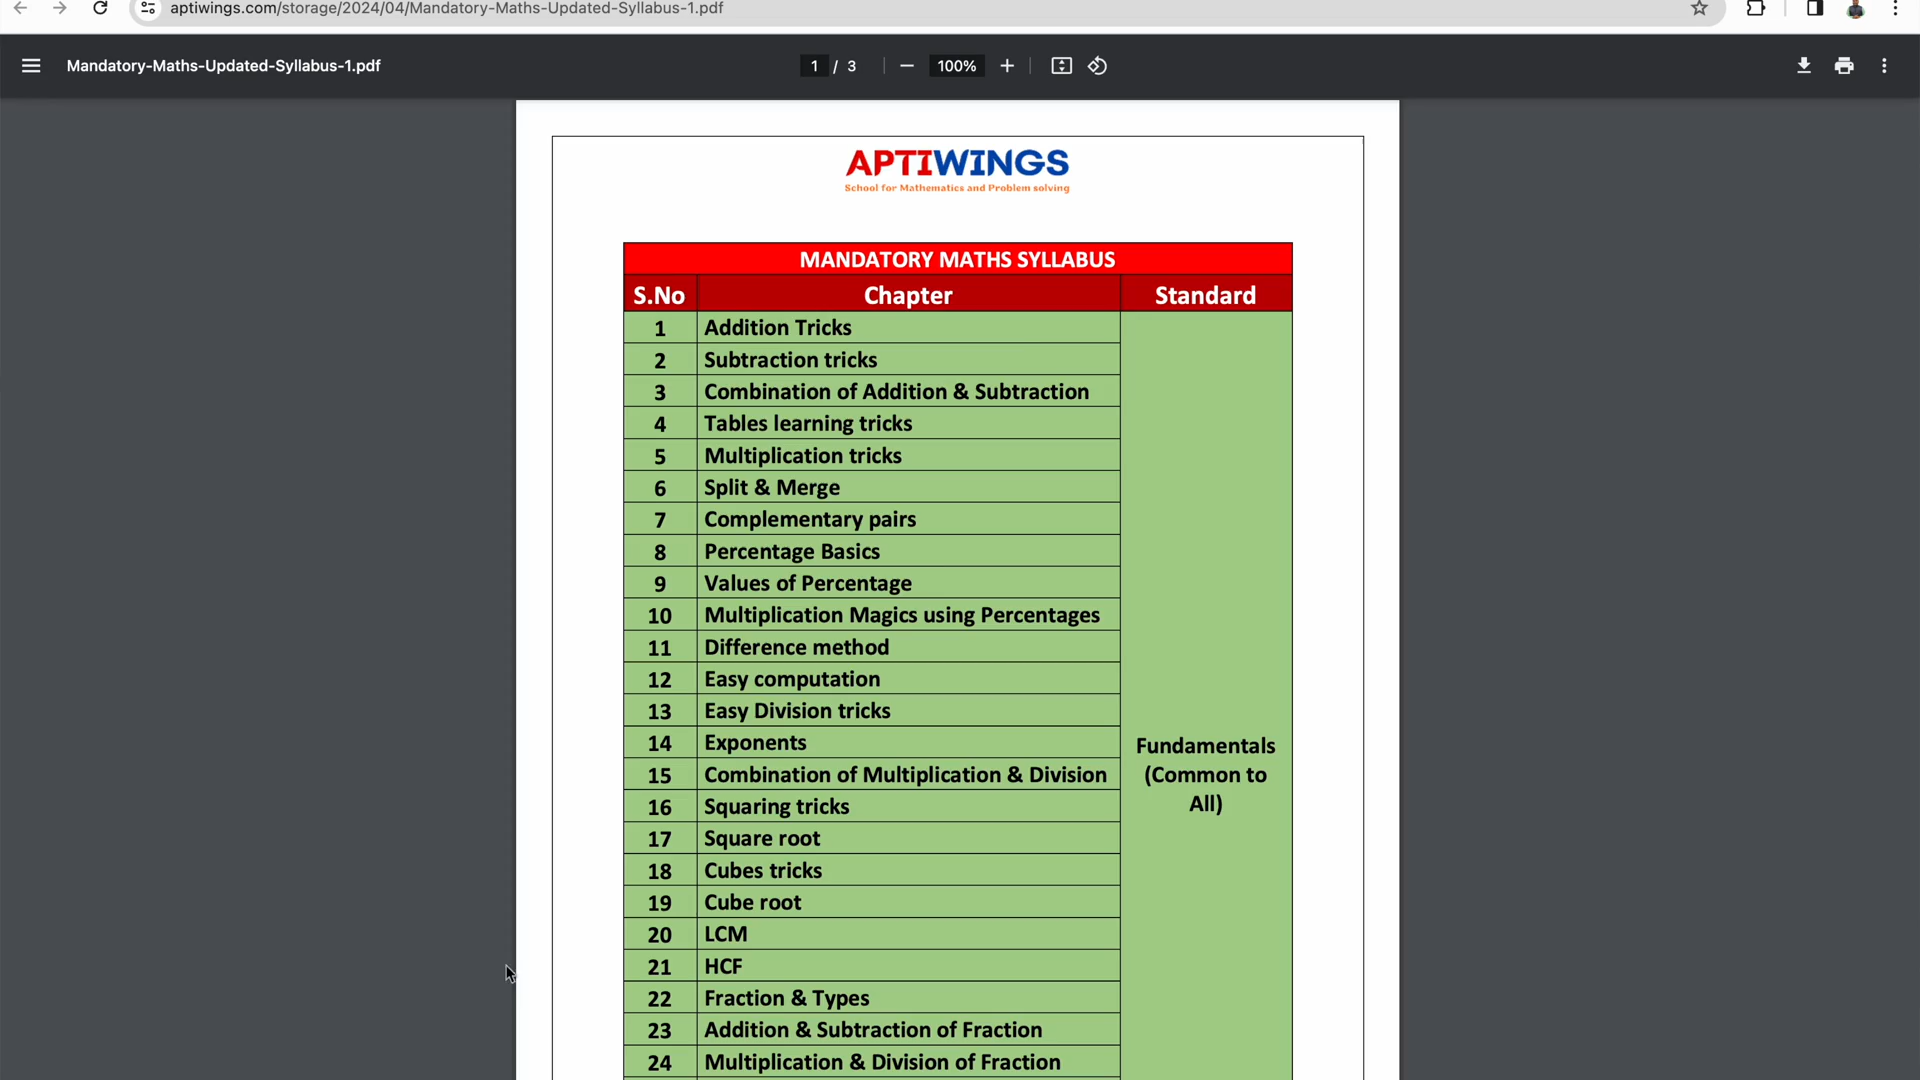 aptiwings.com/storage/2024/04/Mandatory-Maths-Updated-Syllabus-1.pdf
Mandatory-Maths-Updated-Syllabus-1.pdf
1 / 3
100%
APTIWINGS
School for Mathematics and Problem solving
MANDATORY MATHS SYLLABUS
S.No Chapter Standard
1 Addition Tricks
2 Subtraction tricks
3 Combination of Addition & Subtraction
4 Tables learning tricks
5 Multiplication tricks
6 Split & Merge
7 Complementary pairs
8 Percentage Basics
9 Values of Percentage
10 Multiplication Magics using Percentages
11 Difference method
12 Easy computation
13 Easy Division tricks
14 Exponents
15 Combination of Multiplication & Division
16 Squaring tricks
17 Square root
18 Cubes tricks
19 Cube root
20 LCM
21 HCF
22 Fraction & Types
23 Addition & Subtraction of Fraction
24 Multiplication & Division of Fraction
Fundamentals
(Common to
All)